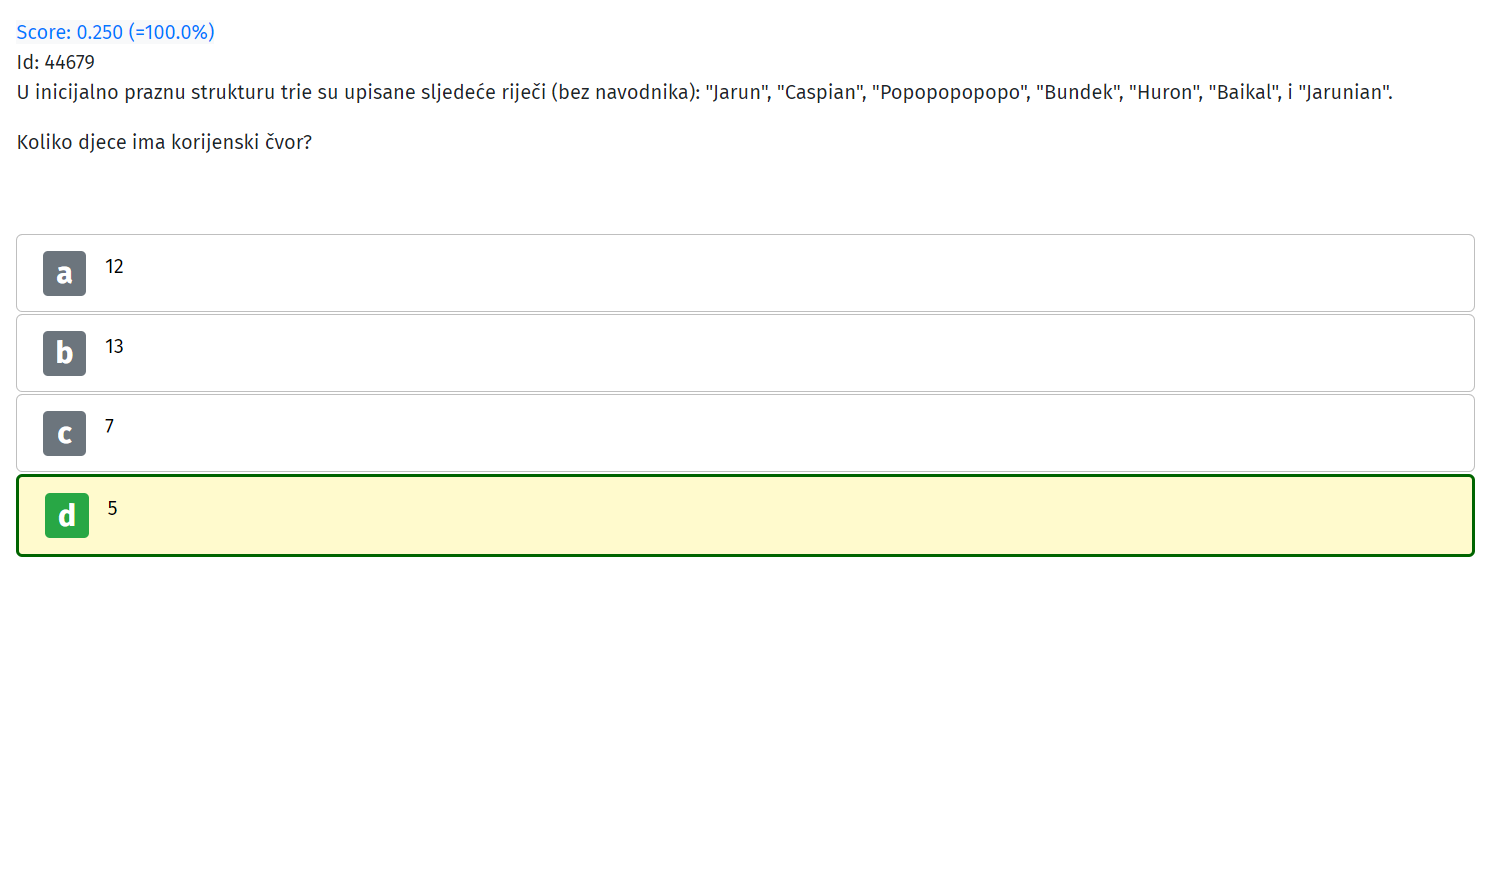 Score: 0.250 (=100.0%)
Id: 44679
U inicijalno praznu strukturu trie su upisane sljedeće riječi (bez navodnika): "Jarun", "Caspian", "Popopopopopo", "Bundek", "Huron", "Baikal", i "Jarunian".
Koliko djece ima korijenski čvor?
a 12
b 13
c 7
d 5